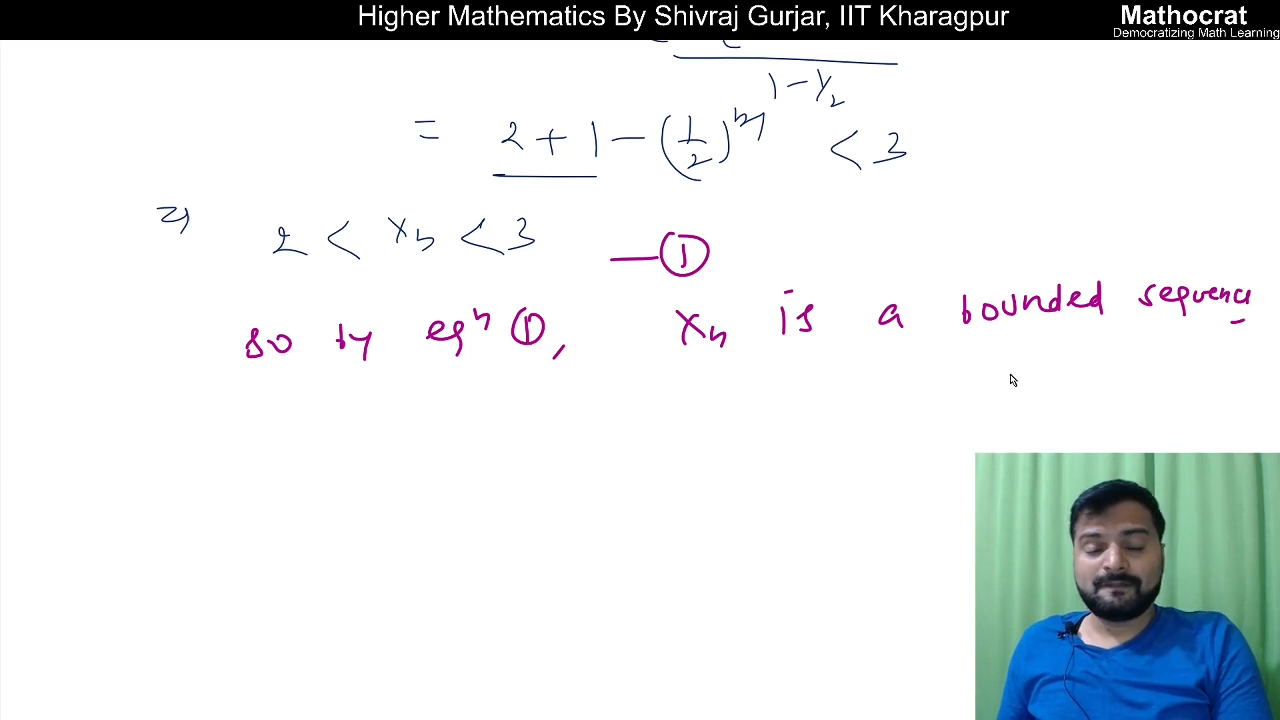 Higher Mathematics By Shivraj Gurjar, IIT Kharagpur
Mathocrat
Democratizing Math Learning
1 - 1/2
= 2 + 1 - (1/2)^n-1 < 3
⇒ 2 < xn < 3 — ①
so by eqn ①, xn is a bounded sequence